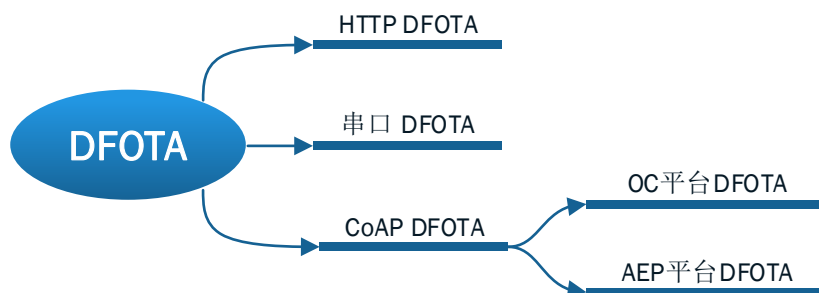 HTTP DFOTA
DFOTA
串口 DFOTA
CoAP DFOTA
OC平台DFOTA
AEP平台DFOTA